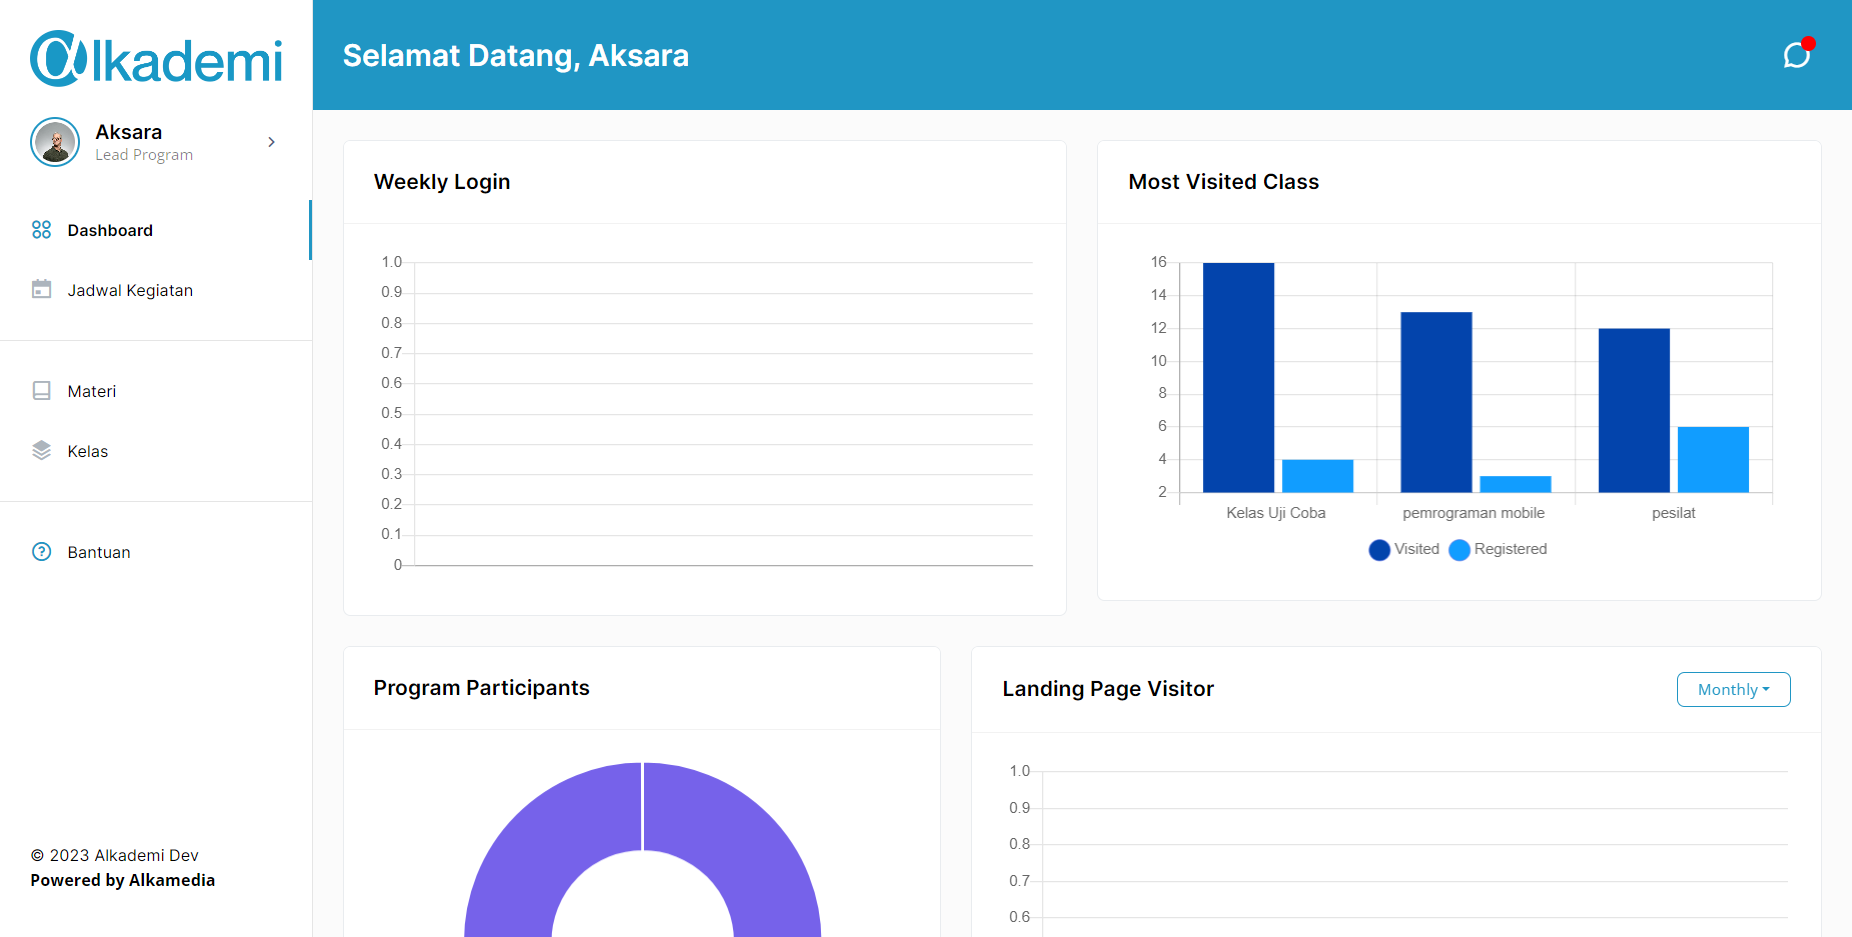 alkademi
Aksara
Lead Program
Dashboard
Jadwal Kegiatan
Materi
Kelas
Bantuan
© 2023 Alkademi Dev
Powered by Alkamedia
Selamat Datang, Aksara
Weekly Login
1.0
0.9
0.8
0.7
0.6
0.5
0.4
0.3
0.2
0.1
0
Most Visited Class
16
14
12
10
8
6
4
2
Kelas Uji Coba pemrograman mobile pesilat
Visited Registered
Program Participants
Landing Page Visitor
Monthly
1.0
0.9
0.8
0.7
0.6